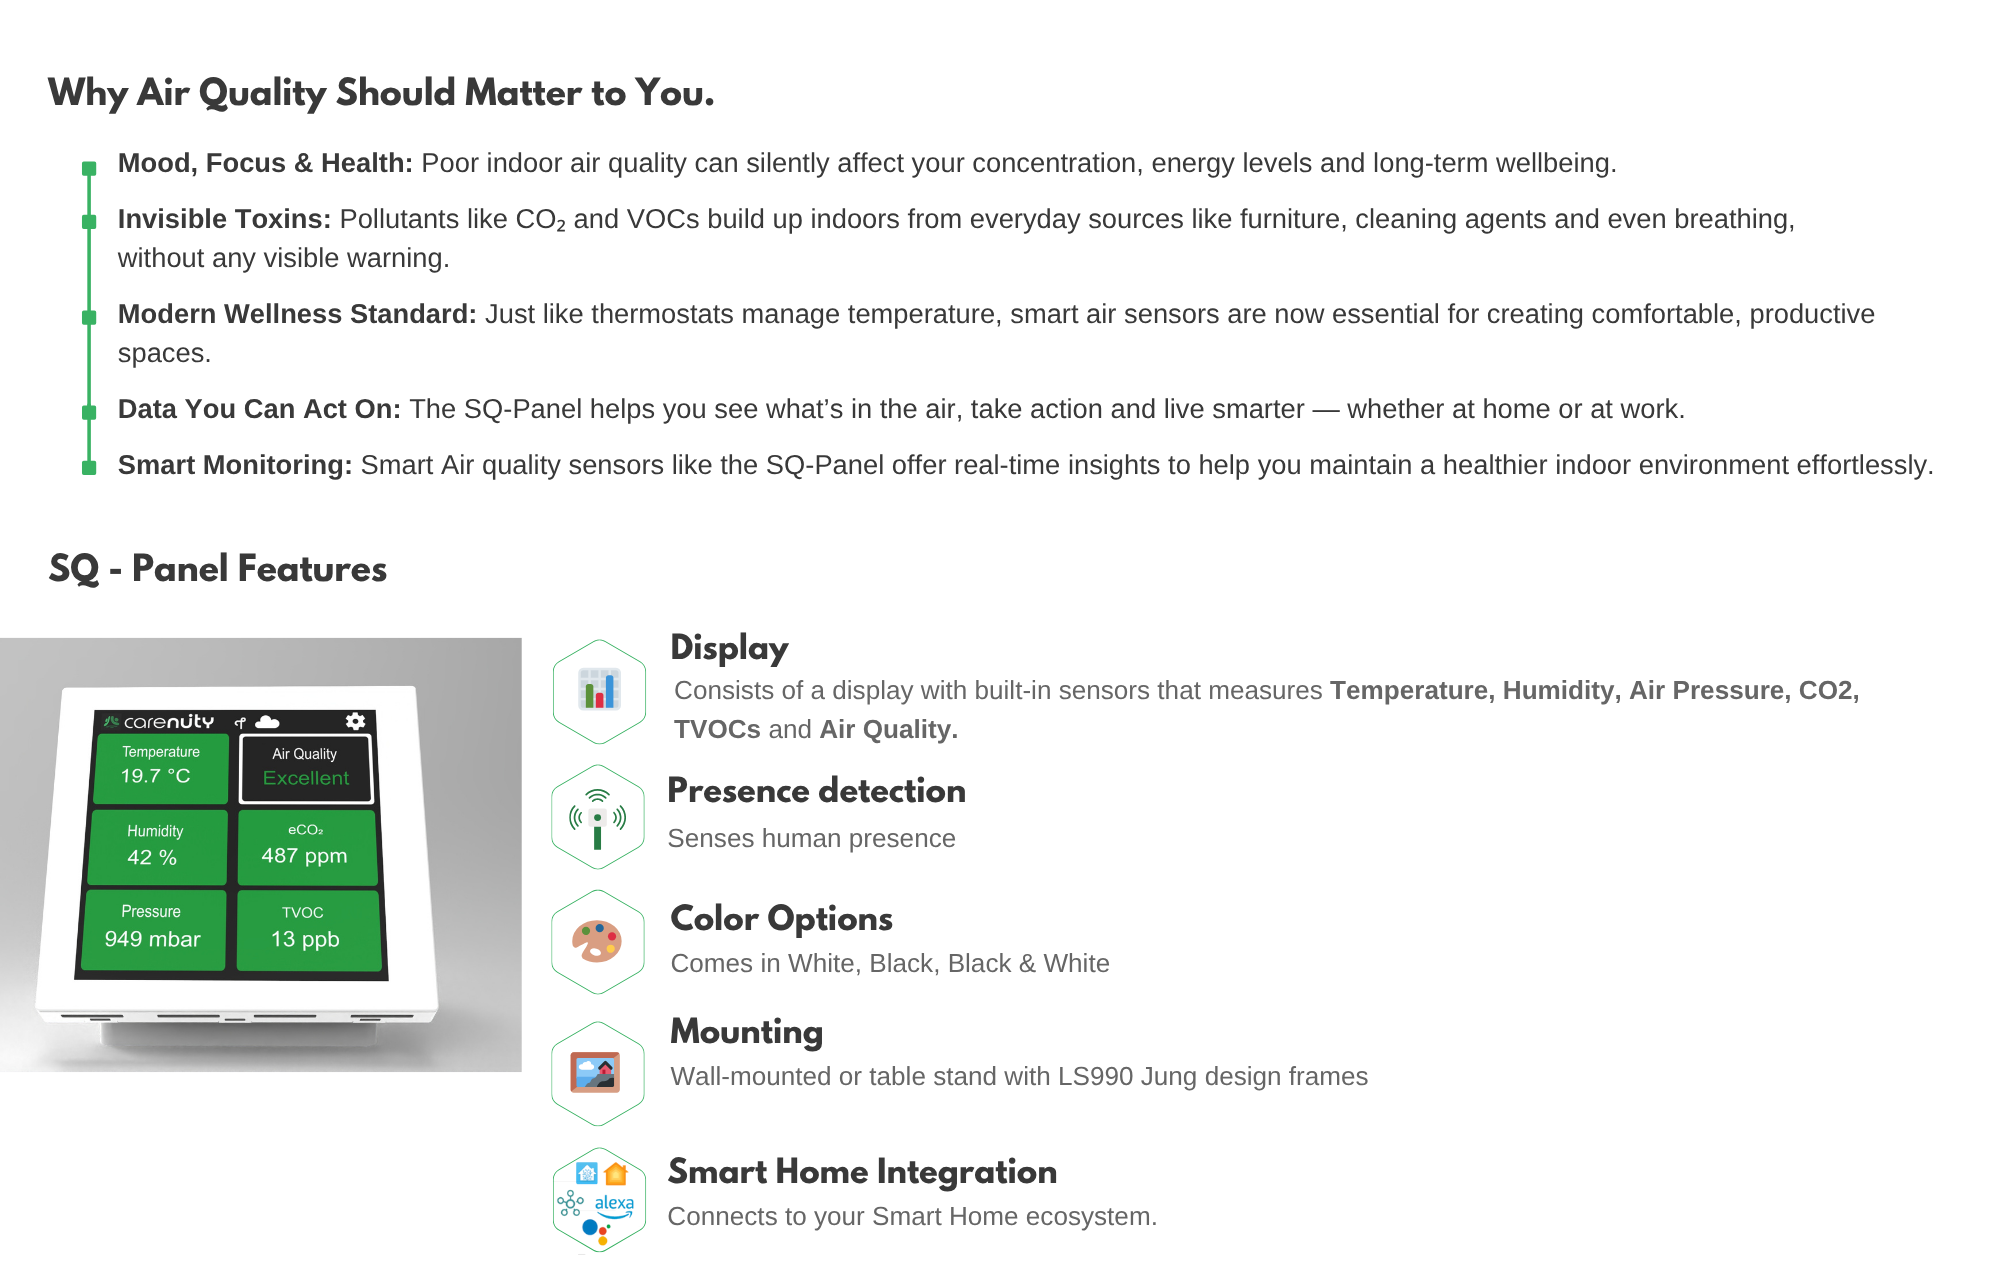 Why Air Quality Should Matter to You.
Mood, Focus & Health: Poor indoor air quality can silently affect your concentration, energy levels and long-term wellbeing.
Invisible Toxins: Pollutants like CO₂ and VOCs build up indoors from everyday sources like furniture, cleaning agents and even breathing,
without any visible warning.
Modern Wellness Standard: Just like thermostats manage temperature, smart air sensors are now essential for creating comfortable, productive
spaces.
Data You Can Act On: The SQ-Panel helps you see what’s in the air, take action and live smarter — whether at home or at work.
Smart Monitoring: Smart Air quality sensors like the SQ-Panel offer real-time insights to help you maintain a healthier indoor environment effortlessly.
SQ - Panel Features
carenuity
Temperature
19.7 °C
Air Quality
Excellent
Humidity
42 %
eCO₂
487 ppm
Pressure
949 mbar
TVOC
13 ppb
Display
Consists of a display with built-in sensors that measures Temperature, Humidity, Air Pressure, CO2,
TVOCs and Air Quality.
Presence detection
Senses human presence
Color Options
Comes in White, Black, Black & White
Mounting
Wall-mounted or table stand with LS990 Jung design frames
alexa
Smart Home Integration
Connects to your Smart Home ecosystem.